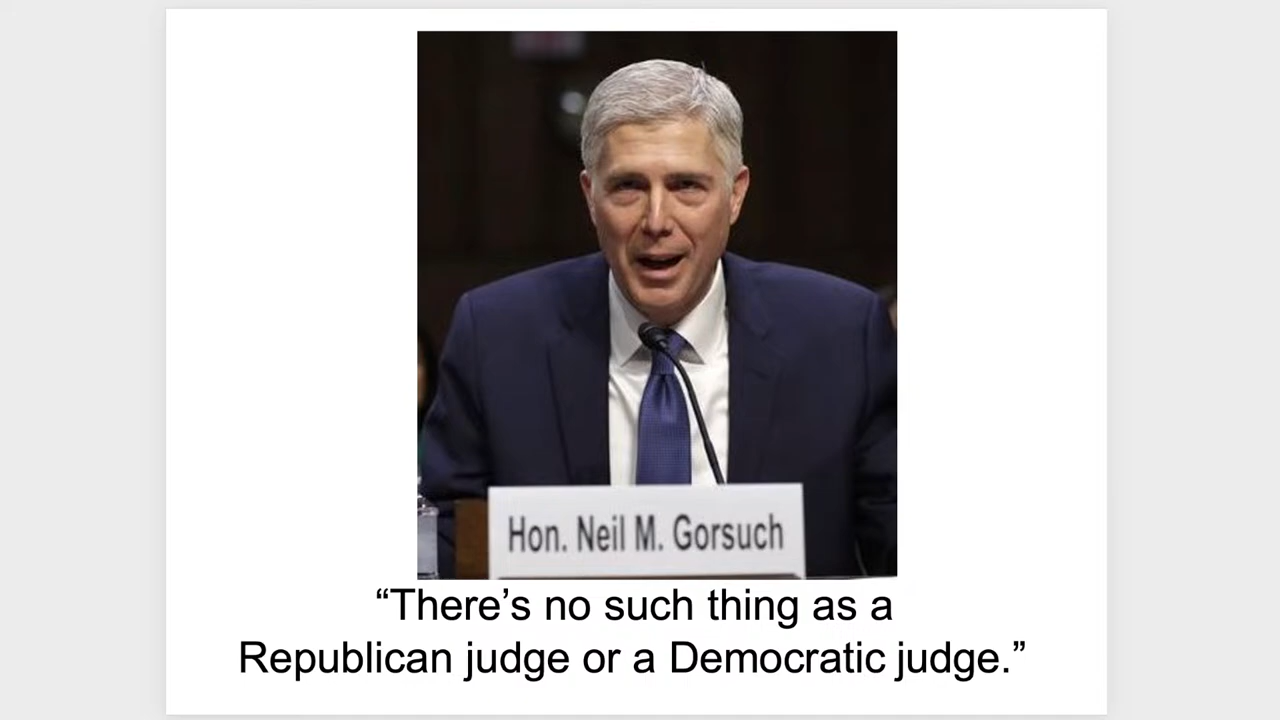 Hon. Neil M. Gorsuch
“There’s no such thing as a
Republican judge or a Democratic judge.”